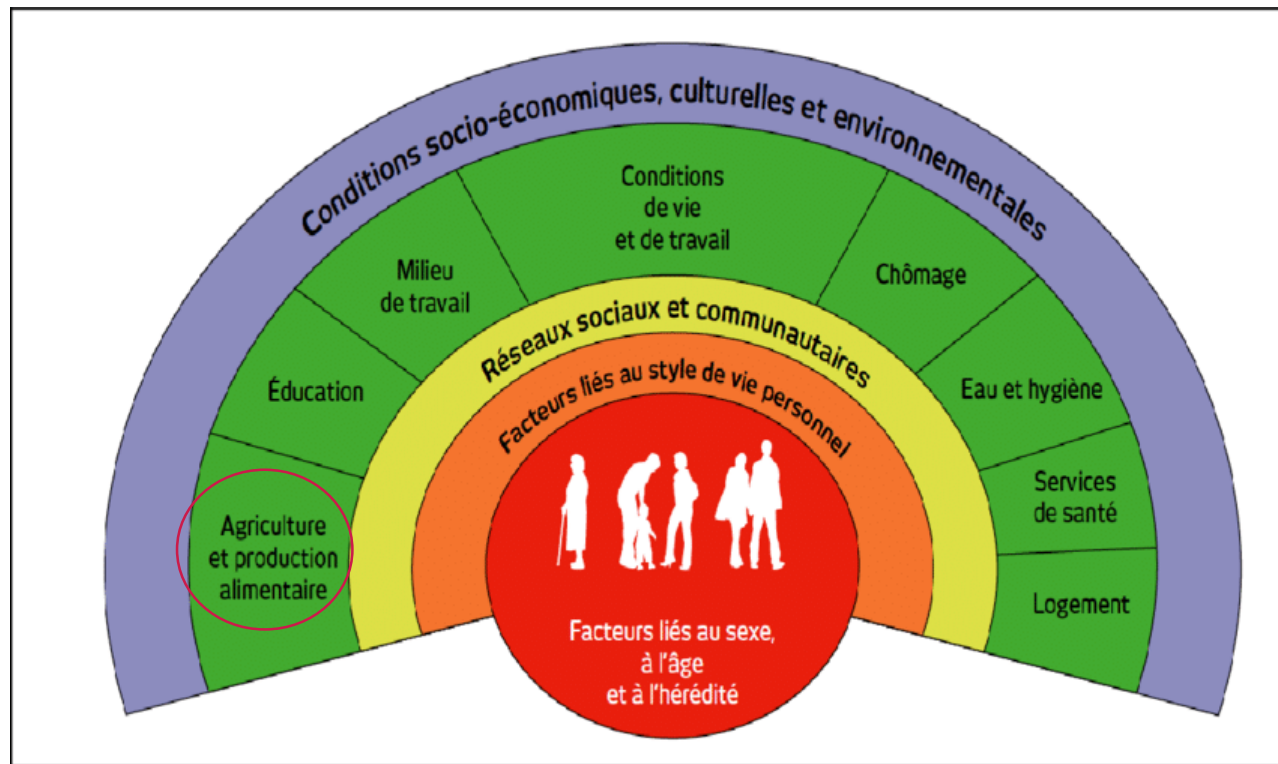 Conditions socio-économiques, culturelles et environnementales
Conditions
de vie
et de travail
Milieu
de travail
Chômage
Éducation
Eau et hygiène
Agriculture
et production
alimentaire
Services
de santé
Logement
Réseaux sociaux et communautaires
Facteurs liés au style de vie personnel
Facteurs liés au sexe,
à l'âge
et à l'hérédité